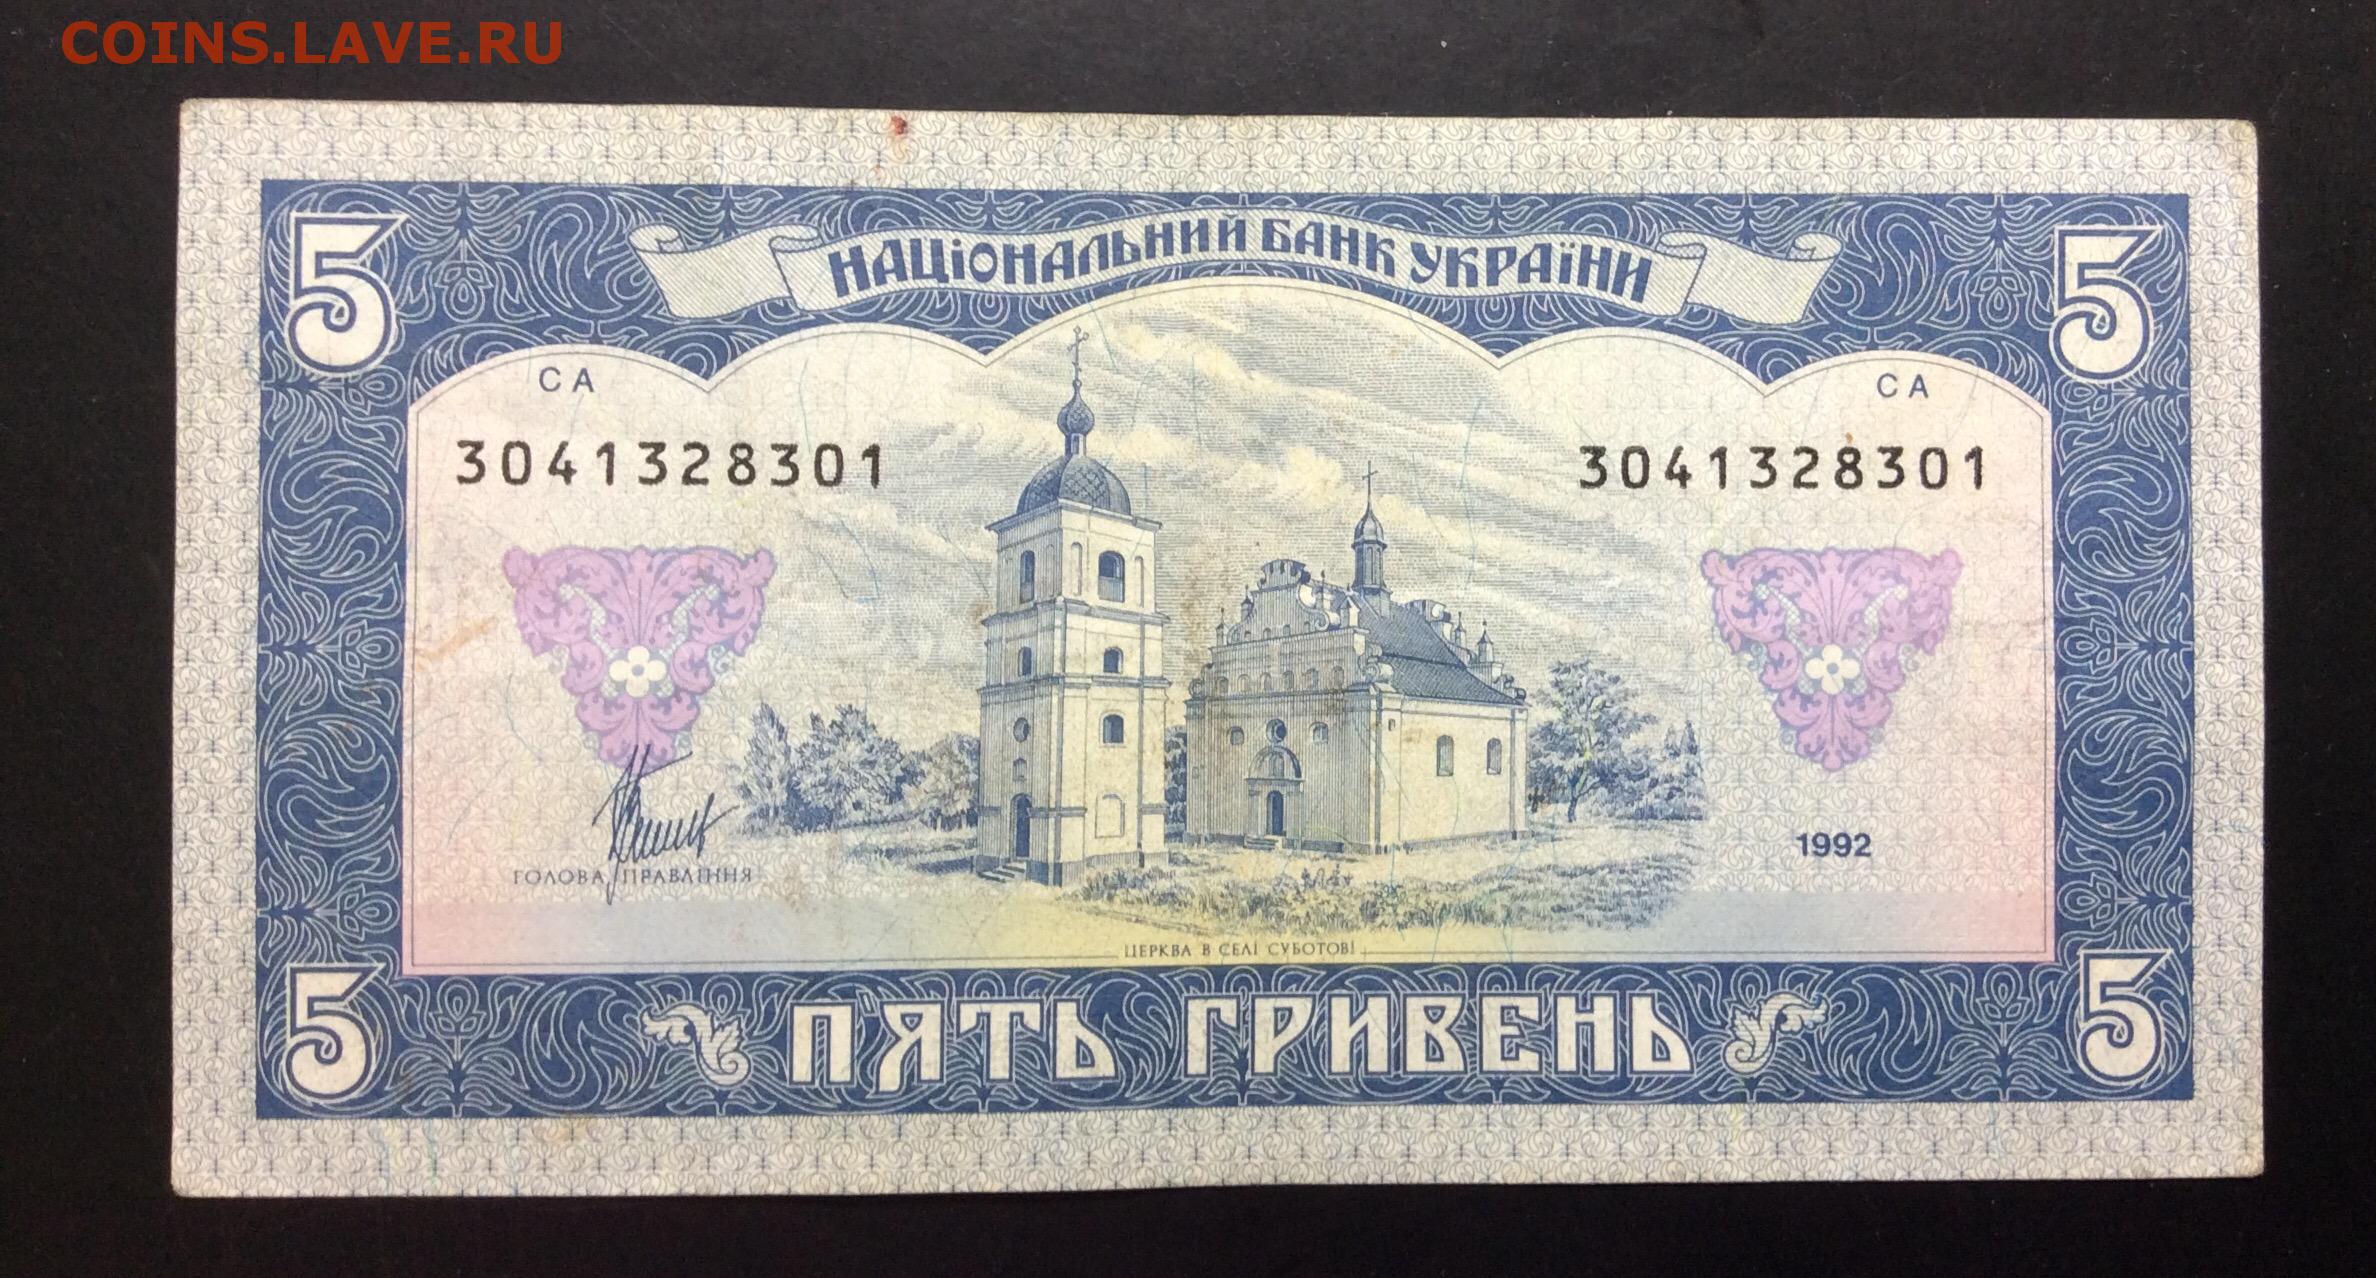 COINS.LAVE.RU
НАЦіОНАЛЬНИЙ БАНК УКРАїНИ
5 5
СА СА
3041328301 3041328301
1992
ГОЛОВА ПРАВЛІННЯ
ЦЕРКВА В СЕЛІ СУБОТОВІ
5 П'ЯТЬ ГРИВЕНЬ 5